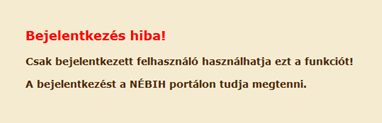 Bejelentkezés hiba!
Csak bejelentkezett felhasználó használhatja ezt a funkciót!
A bejelentkezést a NÉBIH portálon tudja megtenni.